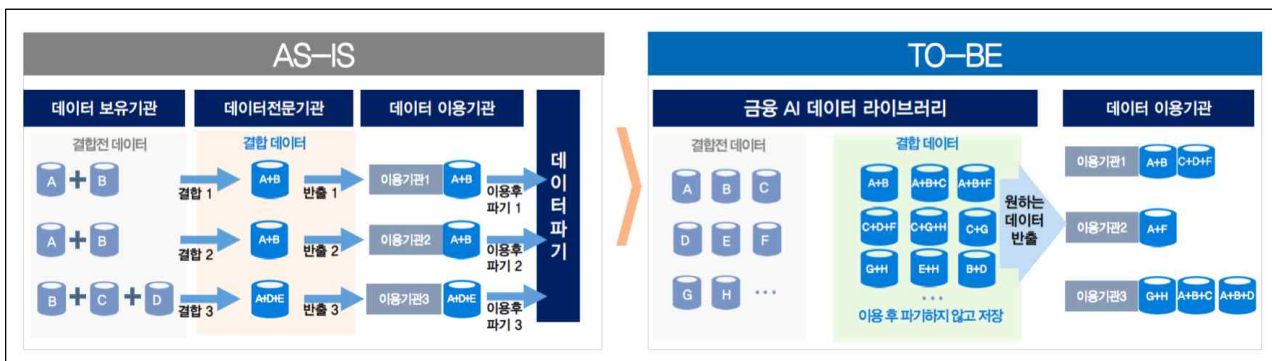 AS-IS
데이터 보유기관
데이터전문기관
데이터 이용기관
데이터파기
결합전 데이터
결합 데이터
A + B
결합 1
A+B
반출 1
이용기관1
A+B
이용후
파기 1
A + B
결합 2
A+B
반출 2
이용기관2
A+B
이용후
파기 2
B + C + D
결합 3
A+D+E
반출 3
이용기관3
A+D+E
이용후
파기 3
TO-BE
금융 AI 데이터 라이브러리
데이터 이용기관
결합전 데이터
결합 데이터
A B C
D E F
G H ...
A+B A+B+C A+B+F
C+D+F C+G+H C+G
G+H E+H B+D
...
이용 후 파기하지 않고 저장
원하는
데이터
반출
이용기관1 A+B C+D+F
이용기관2 A+F
이용기관3 G+H A+B+C A+B+D